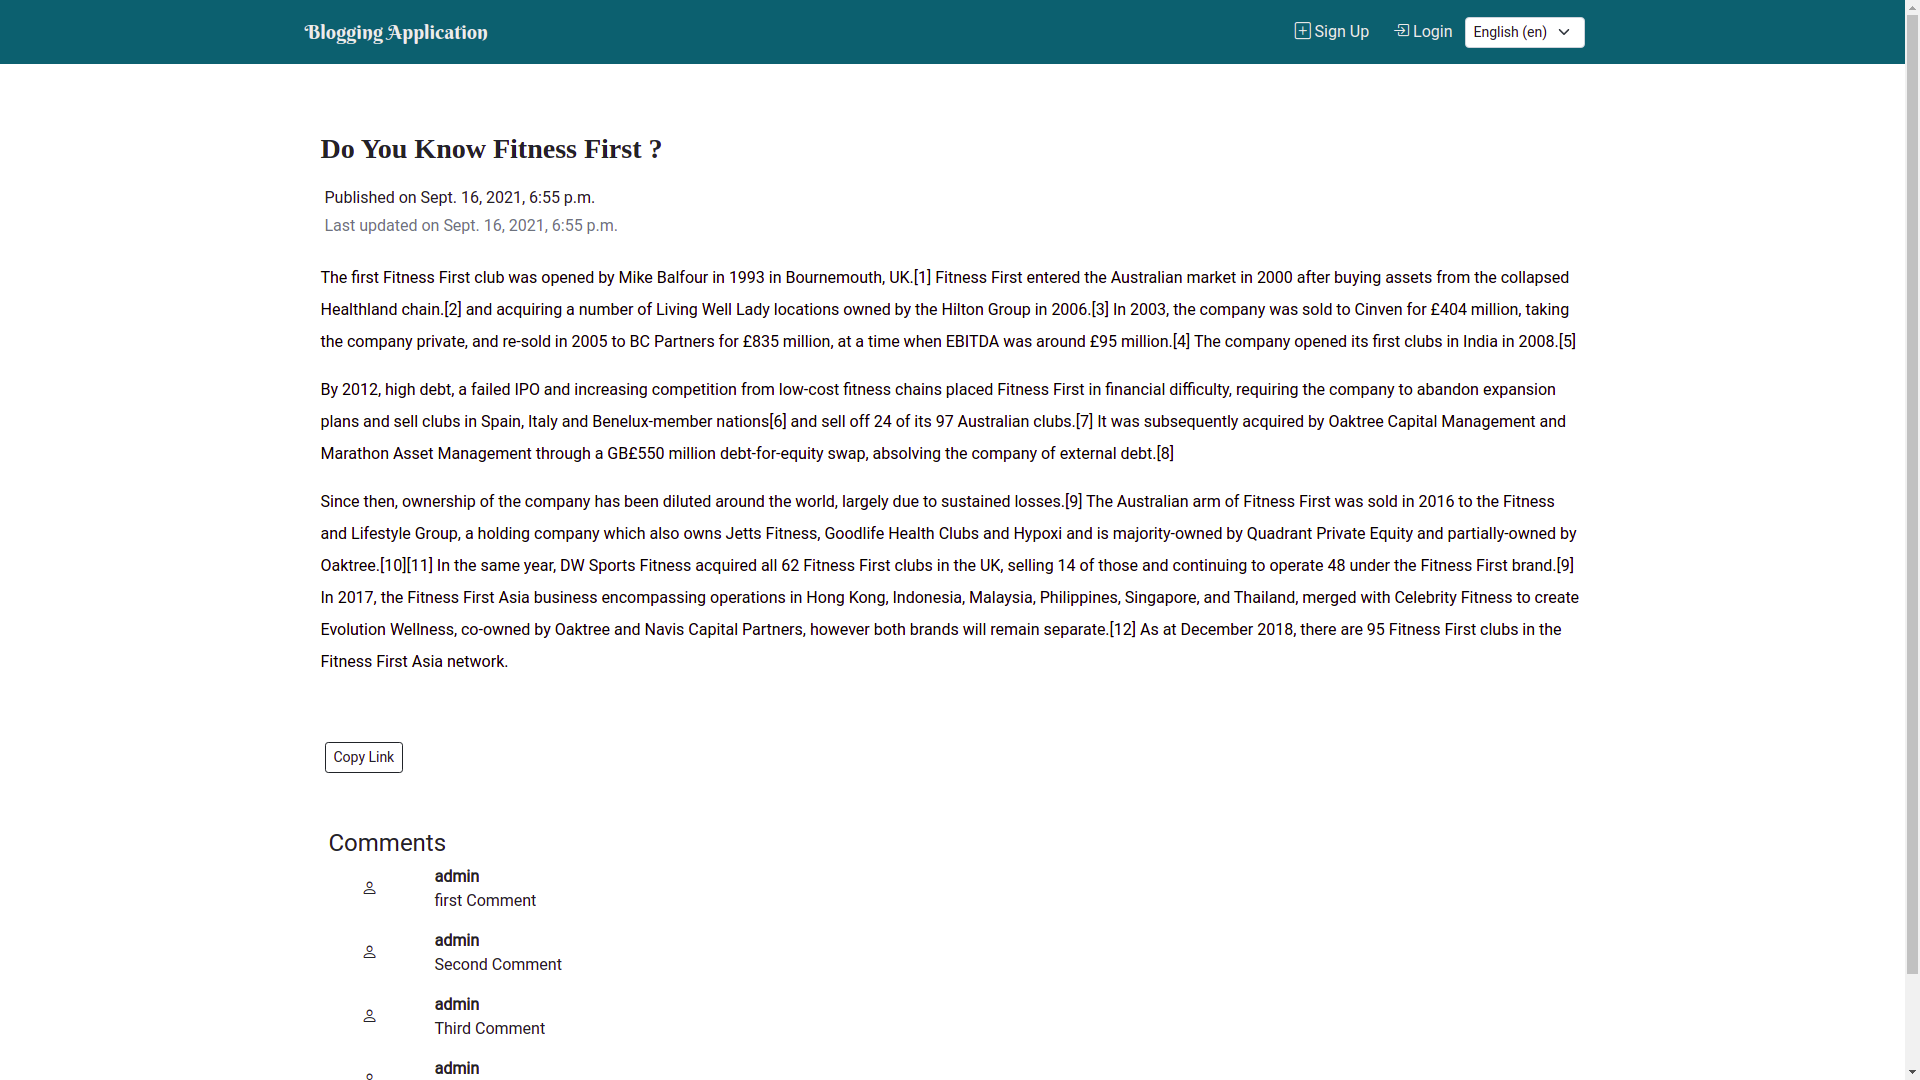 Blogging Application
Sign Up
Login
English (en)
Do You Know Fitness First ?
Published on Sept. 16, 2021, 6:55 p.m.
Last updated on Sept. 16, 2021, 6:55 p.m.
The first Fitness First club was opened by Mike Balfour in 1993 in Bournemouth, UK.[1] Fitness First entered the Australian market in 2000 after buying assets from the collapsed
Healthland chain.[2] and acquiring a number of Living Well Lady locations owned by the Hilton Group in 2006.[3] In 2003, the company was sold to Cinven for £404 million, taking
the company private, and re-sold in 2005 to BC Partners for £835 million, at a time when EBITDA was around £95 million.[4] The company opened its first clubs in India in 2008.[5]
By 2012, high debt, a failed IPO and increasing competition from low-cost fitness chains placed Fitness First in financial difficulty, requiring the company to abandon expansion
plans and sell clubs in Spain, Italy and Benelux-member nations[6] and sell off 24 of its 97 Australian clubs.[7] It was subsequently acquired by Oaktree Capital Management and
Marathon Asset Management through a GB£550 million debt-for-equity swap, absolving the company of external debt.[8]
Since then, ownership of the company has been diluted around the world, largely due to sustained losses.[9] The Australian arm of Fitness First was sold in 2016 to the Fitness
and Lifestyle Group, a holding company which also owns Jetts Fitness, Goodlife Health Clubs and Hypoxi and is majority-owned by Quadrant Private Equity and partially-owned by
Oaktree.[10][11] In the same year, DW Sports Fitness acquired all 62 Fitness First clubs in the UK, selling 14 of those and continuing to operate 48 under the Fitness First brand.[9]
In 2017, the Fitness First Asia business encompassing operations in Hong Kong, Indonesia, Malaysia, Philippines, Singapore, and Thailand, merged with Celebrity Fitness to create
Evolution Wellness, co-owned by Oaktree and Navis Capital Partners, however both brands will remain separate.[12] As at December 2018, there are 95 Fitness First clubs in the
Fitness First Asia network.
Copy Link
Comments
admin
first Comment
admin
Second Comment
admin
Third Comment
admin